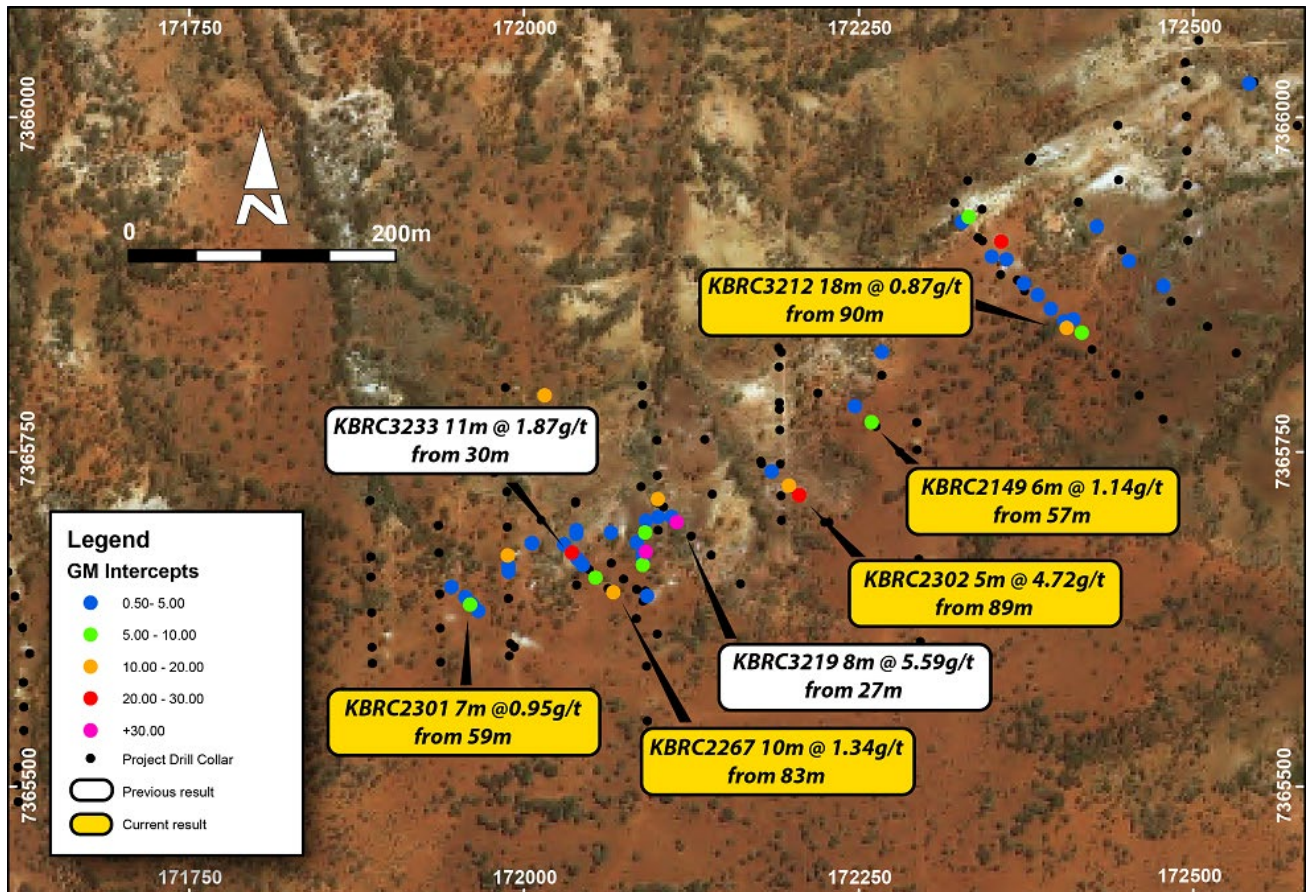 171750
172000
172250
172500
7366000
7366000
0
200m
KBRC3212 18m @ 0.87g/t
from 90m
KBRC3233 11m @ 1.87g/t
from 30m
7365750
7365750
KBRC2149 6m @ 1.14g/t
from 57m
KBRC2302 5m @ 4.72g/t
from 89m
KBRC3219 8m @ 5.59g/t
from 27m
KBRC2301 7m @0.95g/t
from 59m
KBRC2267 10m @ 1.34g/t
from 83m
Legend
GM Intercepts
0.50- 5.00
5.00 - 10.00
10.00 - 20.00
20.00 - 30.00
+30.00
Project Drill Collar
Previous result
Current result
7365500
7365500
171750
172000
172250
172500